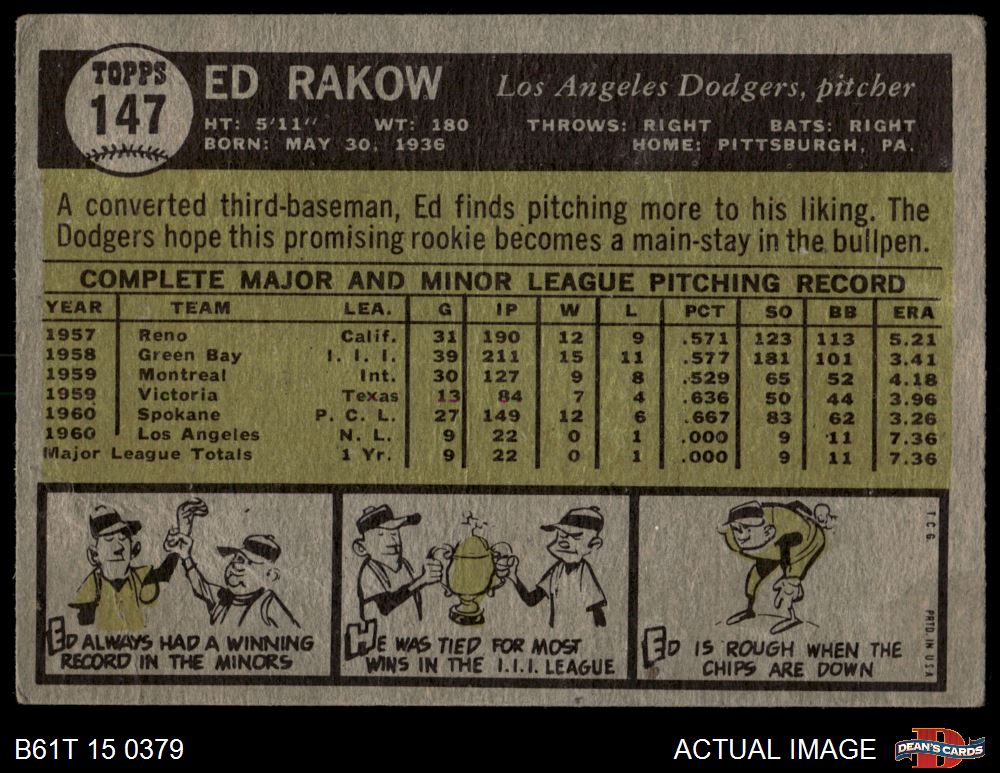 TOPPS
147
ED RAKOW Los Angeles Dodgers, pitcher
HT: 5'11" WT: 180 THROWS: RIGHT BATS: RIGHT
BORN: MAY 30, 1936 HOME: PITTSBURGH, PA.
A converted third-baseman, Ed finds pitching more to his liking. The
Dodgers hope this promising rookie becomes a main-stay in the bullpen.
COMPLETE MAJOR AND MINOR LEAGUE PITCHING RECORD
YEAR TEAM LEA. G IP W L PCT SO BB ERA
1957 Reno Calif. 31 190 12 9 .571 123 113 5.21
1958 Green Bay I. I. I. 39 211 15 11 .577 181 101 3.41
1959 Montreal Int. 30 127 9 8 .529 65 52 4.18
1959 Victoria Texas 13 84 7 4 .636 50 44 3.96
1960 Spokane P. C. L. 27 149 12 6 .667 83 62 3.26
1960 Los Angeles N. L. 9 22 0 1 .000 9 11 7.36
Major League Totals 1 Yr. 9 22 0 1 .000 9 11 7.36
ED ALWAYS HAD A WINNING
RECORD IN THE MINORS
HE WAS TIED FOR MOST
WINS IN THE I.I.I. LEAGUE
ED IS ROUGH WHEN THE
CHIPS ARE DOWN
T.C.G. PRTD. IN U.S.A.
B61T 15 0379
ACTUAL IMAGE
D
DEAN'S CARDS